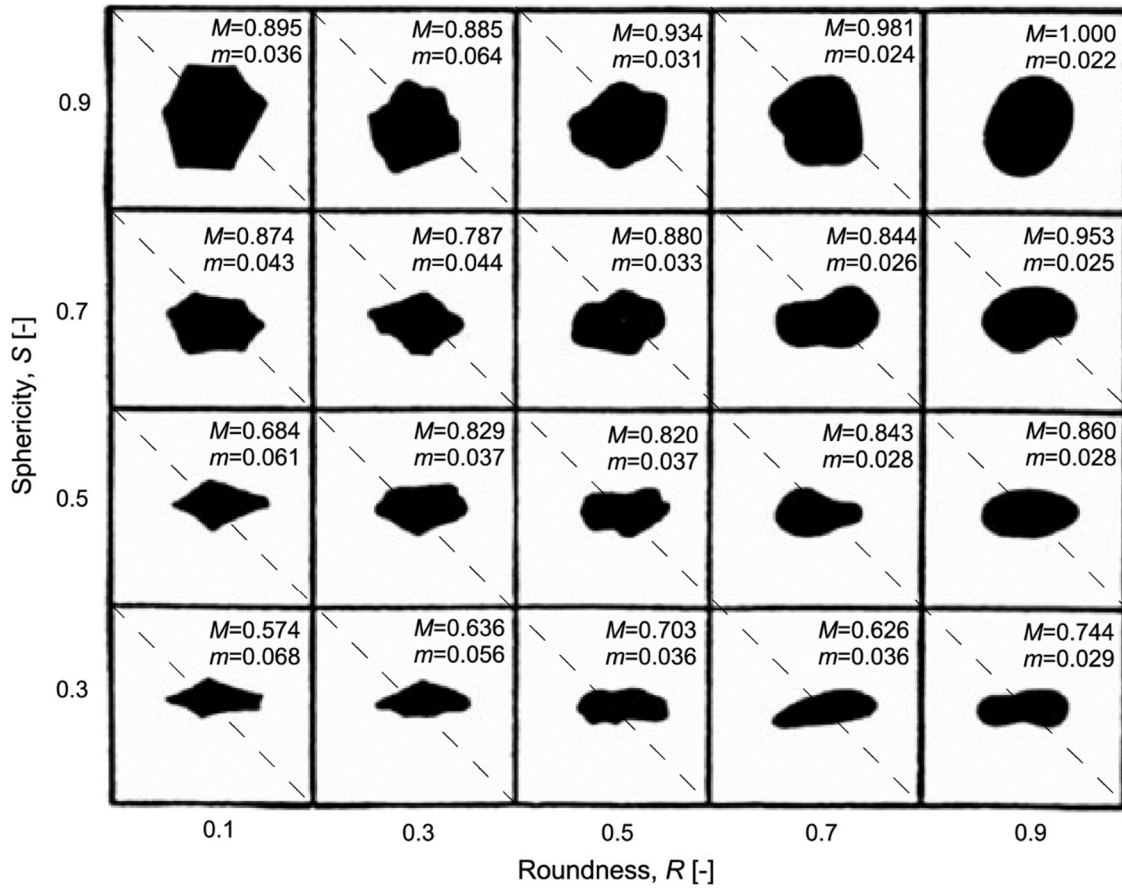 M=0.895
m=0.036
M=0.885
m=0.064
M=0.934
m=0.031
M=0.981
m=0.024
M=1.000
m=0.022
0.9
M=0.874
m=0.043
M=0.787
m=0.044
M=0.880
m=0.033
M=0.844
m=0.026
M=0.953
m=0.025
0.7
Sphericity, S [-]
M=0.684
m=0.061
M=0.829
m=0.037
M=0.820
m=0.037
M=0.843
m=0.028
M=0.860
m=0.028
0.5
M=0.574
m=0.068
M=0.636
m=0.056
M=0.703
m=0.036
M=0.626
m=0.036
M=0.744
m=0.029
0.3
0.1
0.3
0.5
0.7
0.9
Roundness, R [-]